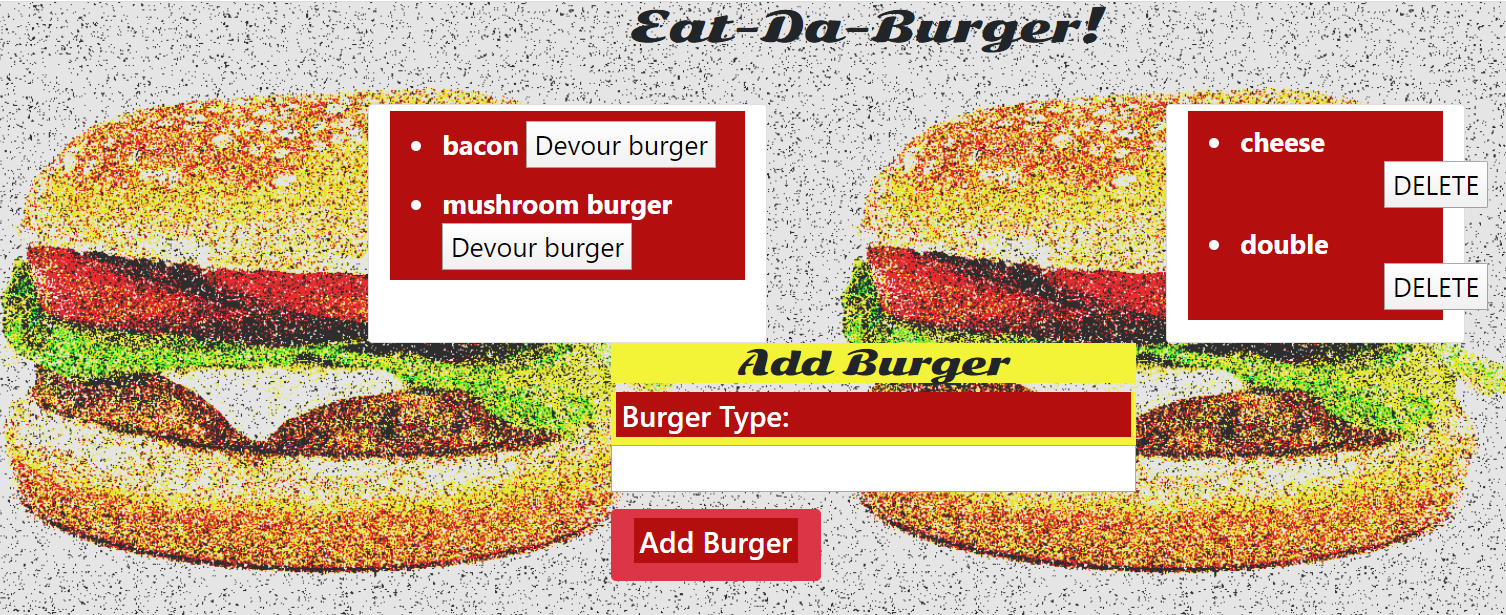 Eat-Da-Burger!
bacon Devour burger
mushroom burger
Devour burger
cheese
DELETE
double
DELETE
Add Burger
Burger Type:
Add Burger